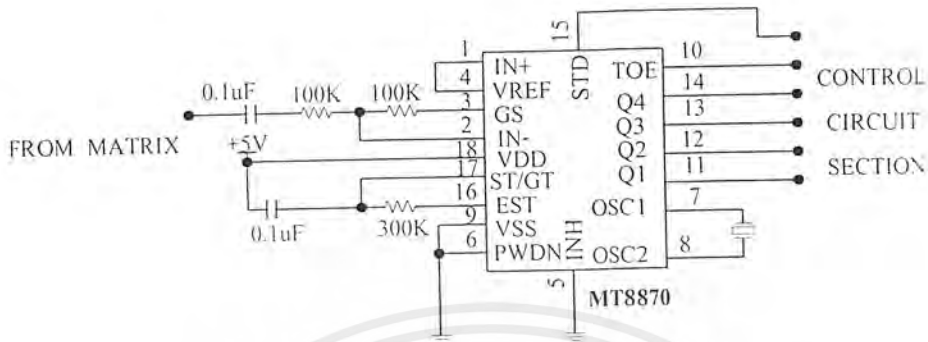 15
1
IN+
STD
10
4
VREF
TOE
0.1uF
100K
100K
3
GS
14
Q4
CONTROL
2
IN-
13
Q3
FROM MATRIX
+5V
18
VDD
12
Q2
CIRCUIT
17
ST/GT
11
Q1
SECTION
16
EST
7
OSC1
0.1uF
300K
9
VSS
6
PWDN
INH
8
OSC2
5
MT8870